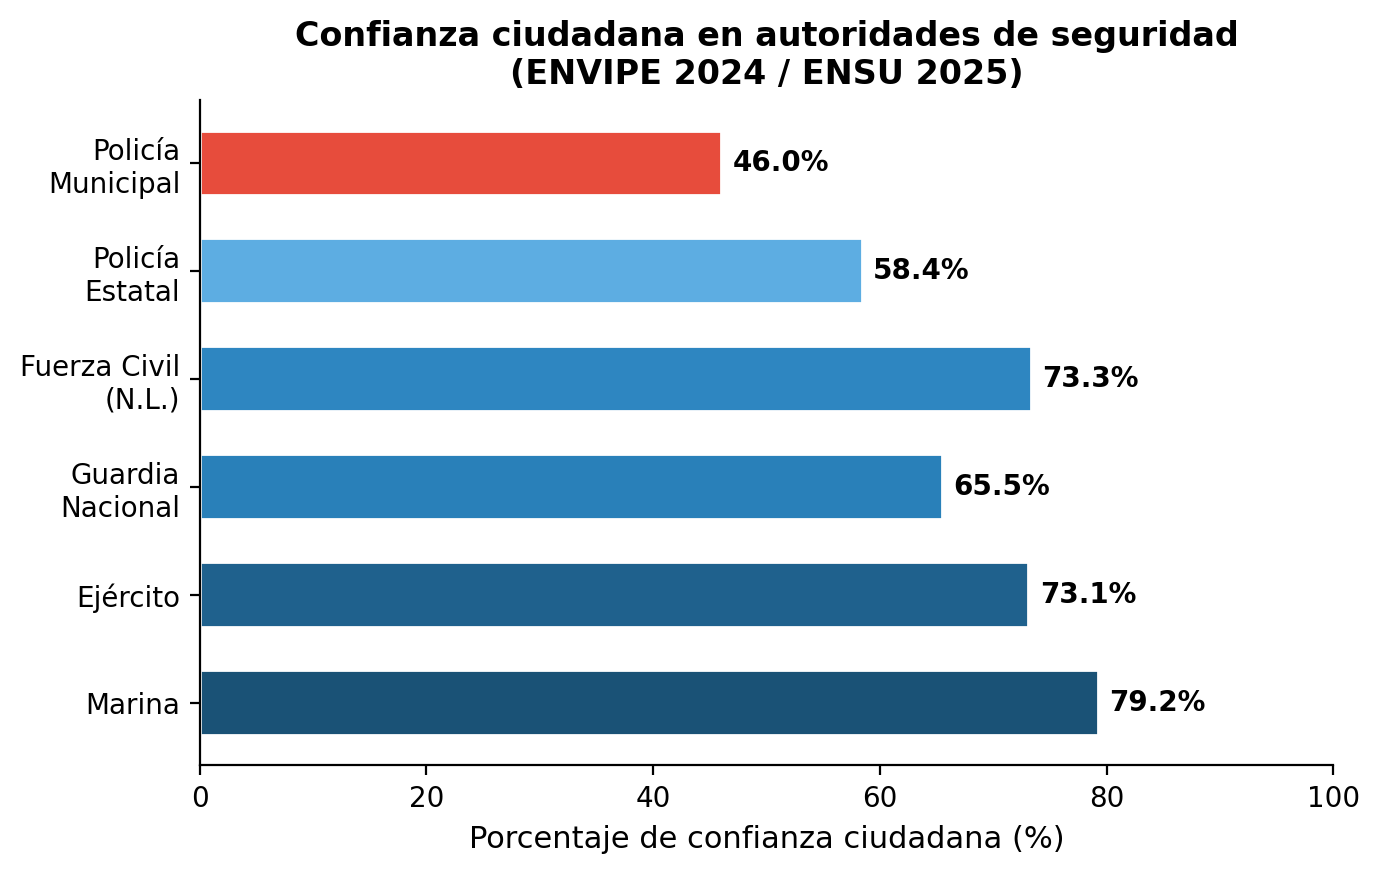 Confianza ciudadana en autoridades de seguridad
(ENVIPE 2024 / ENSU 2025)
Policía
Municipal
46.0%
Policía
Estatal
58.4%
Fuerza Civil
(N.L.)
73.3%
Guardia
Nacional
65.5%
Ejército
73.1%
Marina
79.2%
0 20 40 60 80 100
Porcentaje de confianza ciudadana (%)